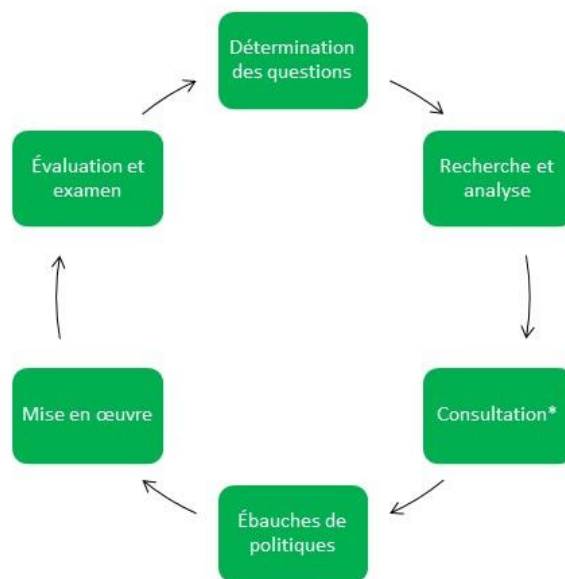 Détermination
des questions
Recherche et
analyse
Consultation*
Ébauches de
politiques
Mise en œuvre
Évaluation et
examen